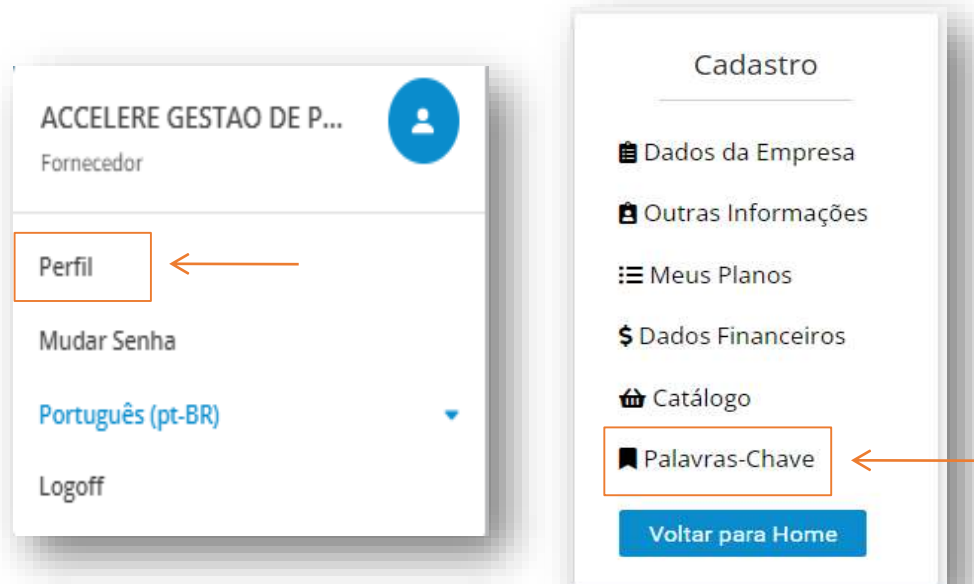 ACCELERE GESTAO DE P...
Fornecedor
Perfil
Mudar Senha
Português (pt-BR)
Logoff
Cadastro
Dados da Empresa
Outras Informações
Meus Planos
Dados Financeiros
Catálogo
Palavras-Chave
Voltar para Home